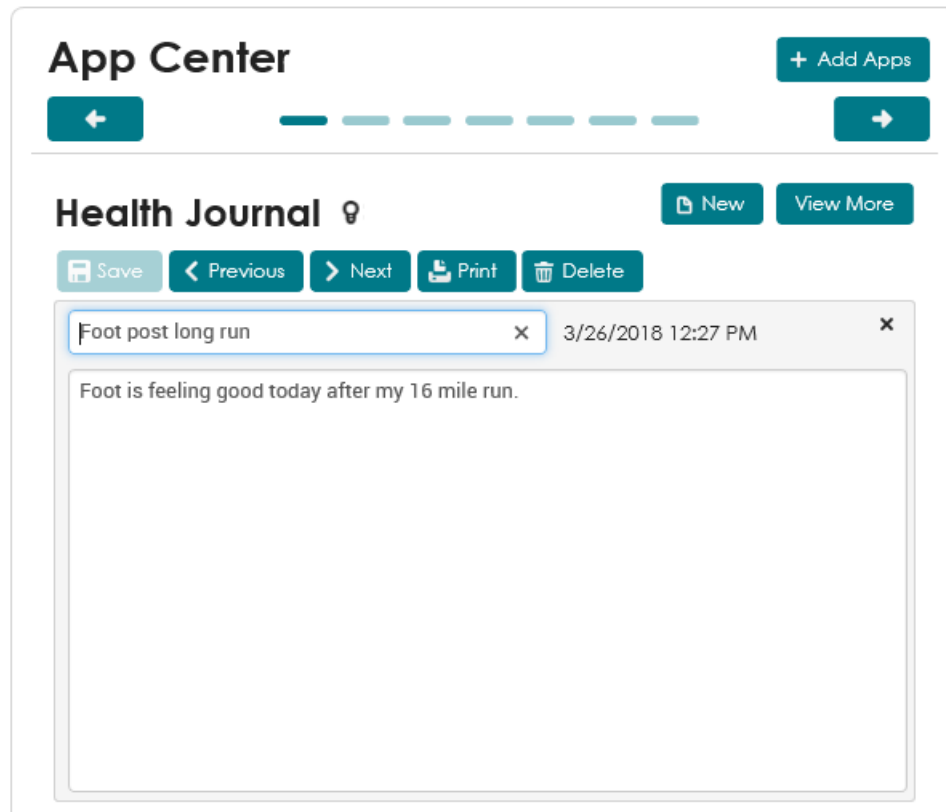 App Center
+ Add Apps
Health Journal
New
View More
Save
Previous
Next
Print
Delete
Foot post long run
3/26/2018 12:27 PM
Foot is feeling good today after my 16 mile run.